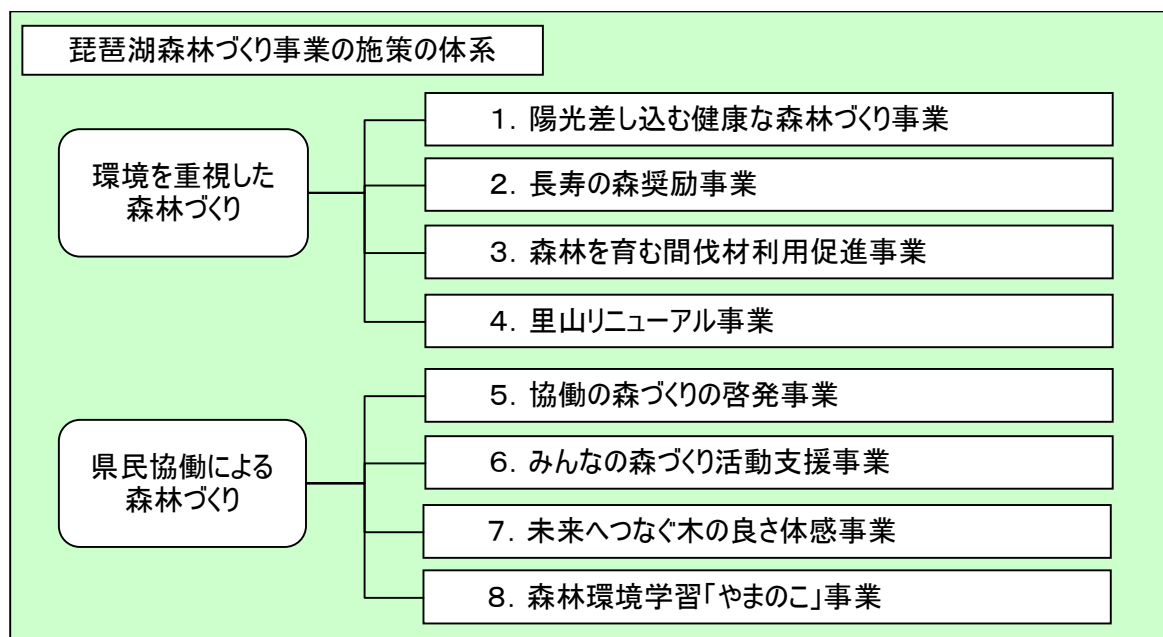 琵琶湖森林づくり事業の施策の体系
環境を重視した
森林づくり
1．陽光差し込む健康な森林づくり事業
2．長寿の森奨励事業
3．森林を育む間伐材利用促進事業
4．里山リニューアル事業
県民協働による
森林づくり
5．協働の森づくりの啓発事業
6．みんなの森づくり活動支援事業
7．未来へつなぐ木の良さ体感事業
8．森林環境学習「やまのこ」事業